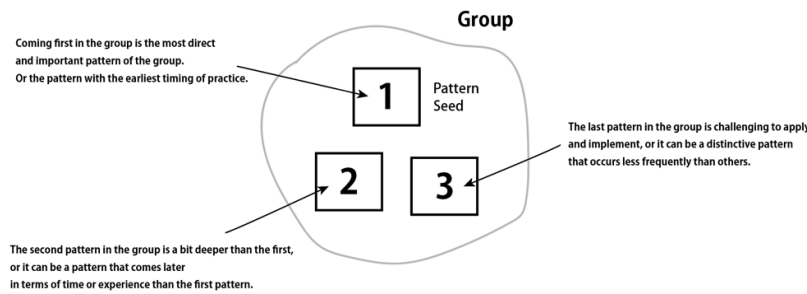 Group
Coming first in the group is the most direct
and important pattern of the group.
Or the pattern with the earliest timing of practice.
1
Pattern
Seed
The last pattern in the group is challenging to apply
and implement, or it can be a distinctive pattern
that occurs less frequently than others.
2
3
The second pattern in the group is a bit deeper than the first,
or it can be a pattern that comes later
in terms of time or experience than the first pattern.